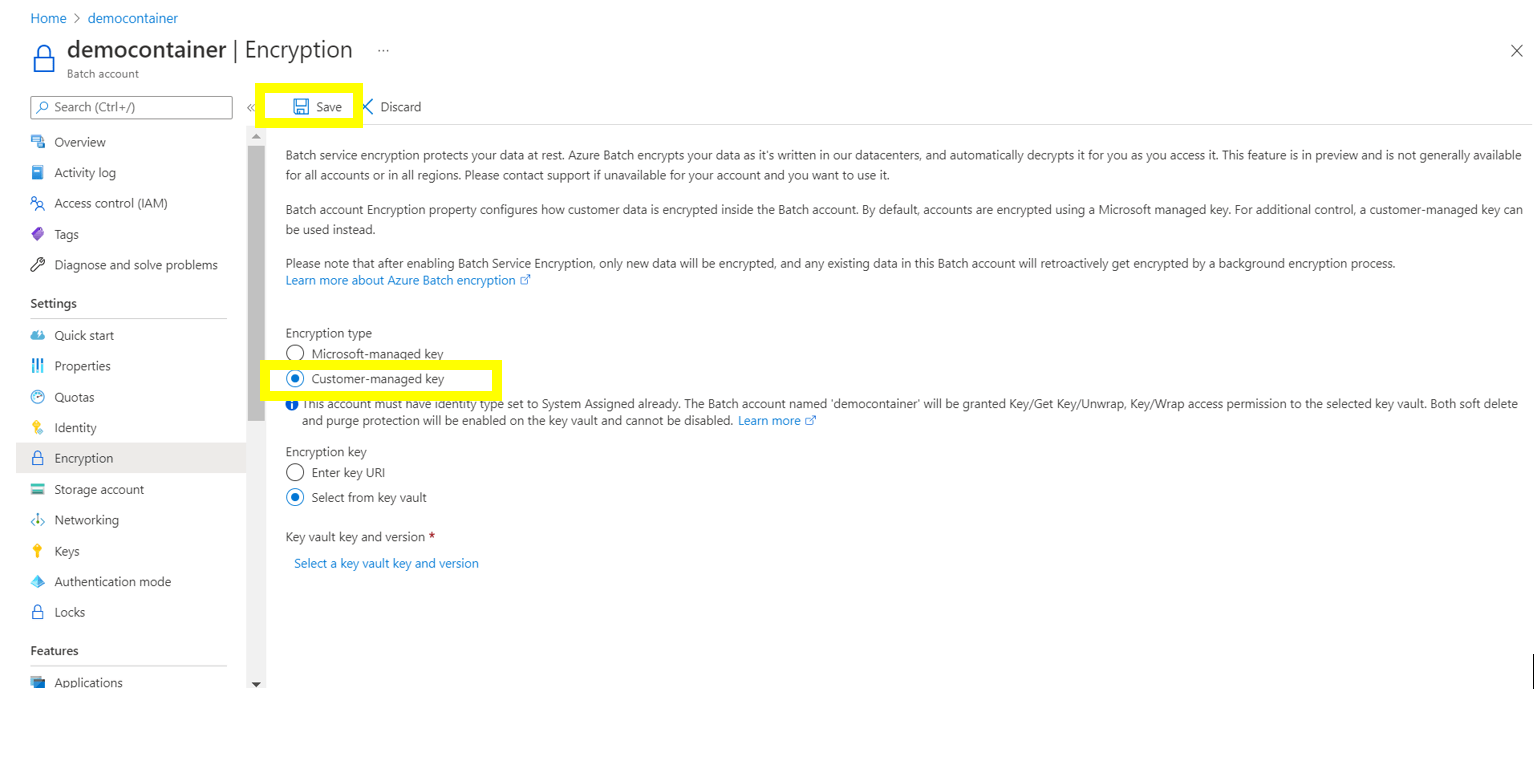 Home > democontainer
democontainer | Encryption ...
Batch account
Search (Ctrl+/)
«
Save
Discard
Overview
Activity log
Access control (IAM)
Tags
Diagnose and solve problems
Settings
Quick start
Properties
Quotas
Identity
Encryption
Storage account
Networking
Keys
Authentication mode
Locks
Features
Applications
Batch service encryption protects your data at rest. Azure Batch encrypts your data as it's written in our datacenters, and automatically decrypts it for you as you access it. This feature is in preview and is not generally available
for all accounts or in all regions. Please contact support if unavailable for your account and you want to use it.
Batch account Encryption property configures how customer data is encrypted inside the Batch account. By default, accounts are encrypted using a Microsoft managed key. For additional control, a customer-managed key can
be used instead.
Please note that after enabling Batch Service Encryption, only new data will be encrypted, and any existing data in this Batch account will retroactively get encrypted by a background encryption process.
Learn more about Azure Batch encryption
Encryption type
Microsoft-managed key
Customer-managed key
This account must have identity type set to System Assigned already. The Batch account named 'democontainer' will be granted Key/Get Key/Unwrap, Key/Wrap access permission to the selected key vault. Both soft delete
and purge protection will be enabled on the key vault and cannot be disabled. Learn more
Encryption key
Enter key URI
Select from key vault
Key vault key and version *
Select a key vault key and version